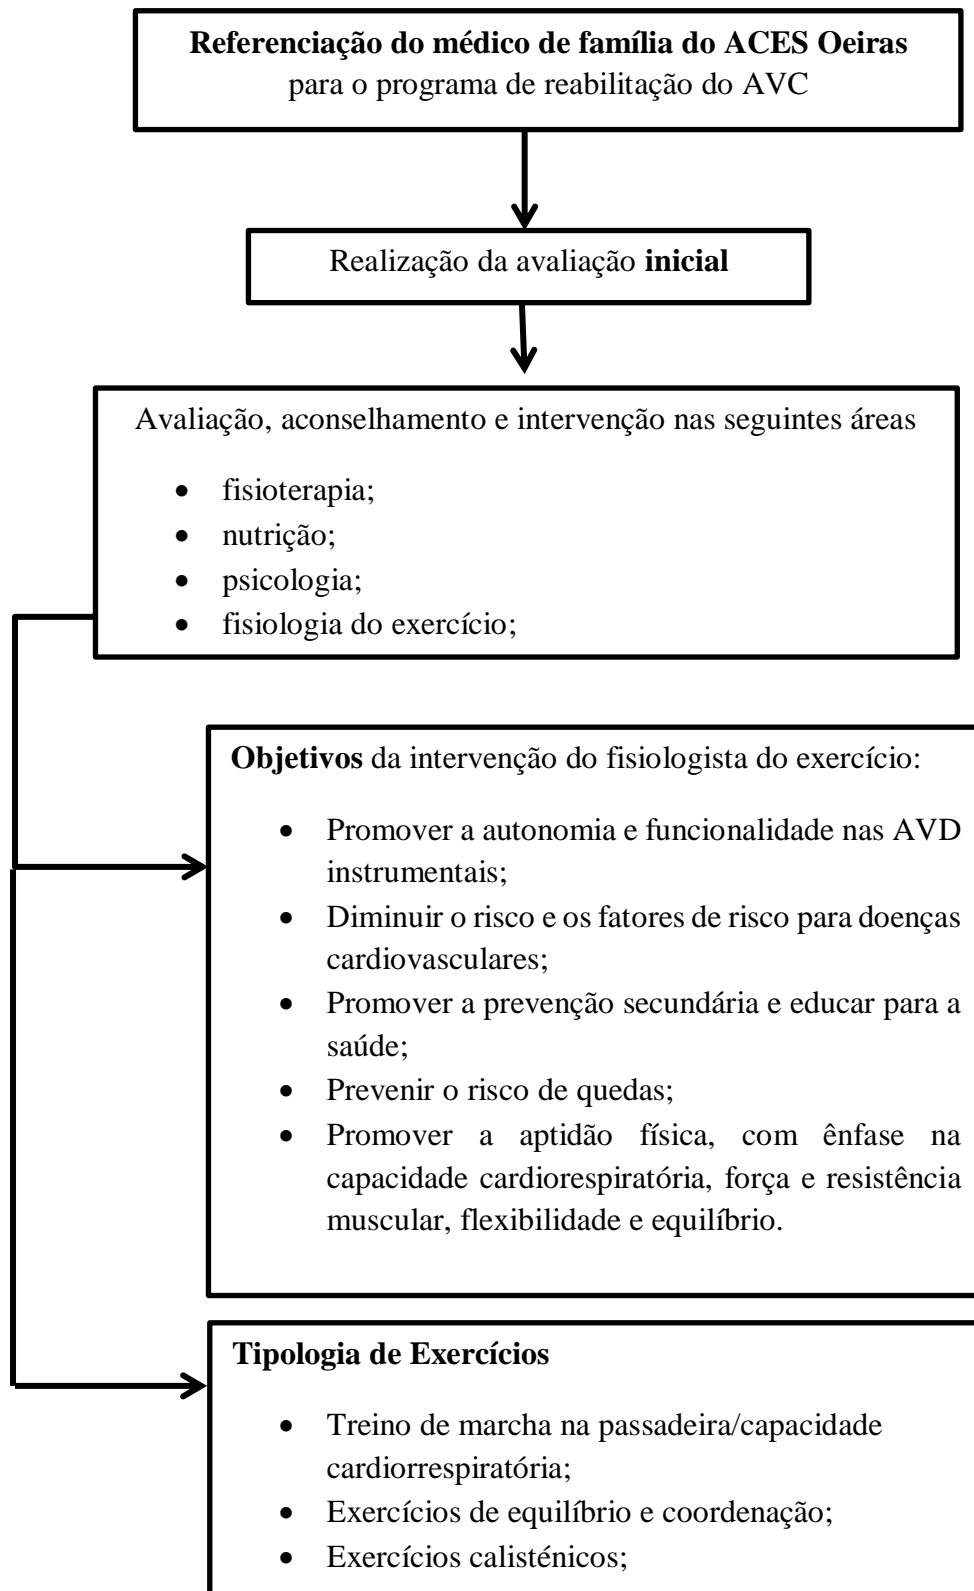 Referenciação do médico de família do ACES Oeiras
para o programa de reabilitação do AVC
Realização da avaliação inicial
Avaliação, aconselhamento e intervenção nas seguintes áreas
• fisioterapia;
• nutrição;
• psicologia;
• fisiologia do exercício;
Objetivos da intervenção do fisiologista do exercício:
• Promover a autonomia e funcionalidade nas AVD
instrumentais;
• Diminuir o risco e os fatores de risco para doenças
cardiovasculares;
• Promover a prevenção secundária e educar para a
saúde;
• Prevenir o risco de quedas;
• Promover a aptidão física, com ênfase na
capacidade cardiorespiratória, força e resistência
muscular, flexibilidade e equilíbrio.
Tipologia de Exercícios
• Treino de marcha na passadeira/capacidade
cardiorrespiratória;
• Exercícios de equilíbrio e coordenação;
• Exercícios calisténicos;